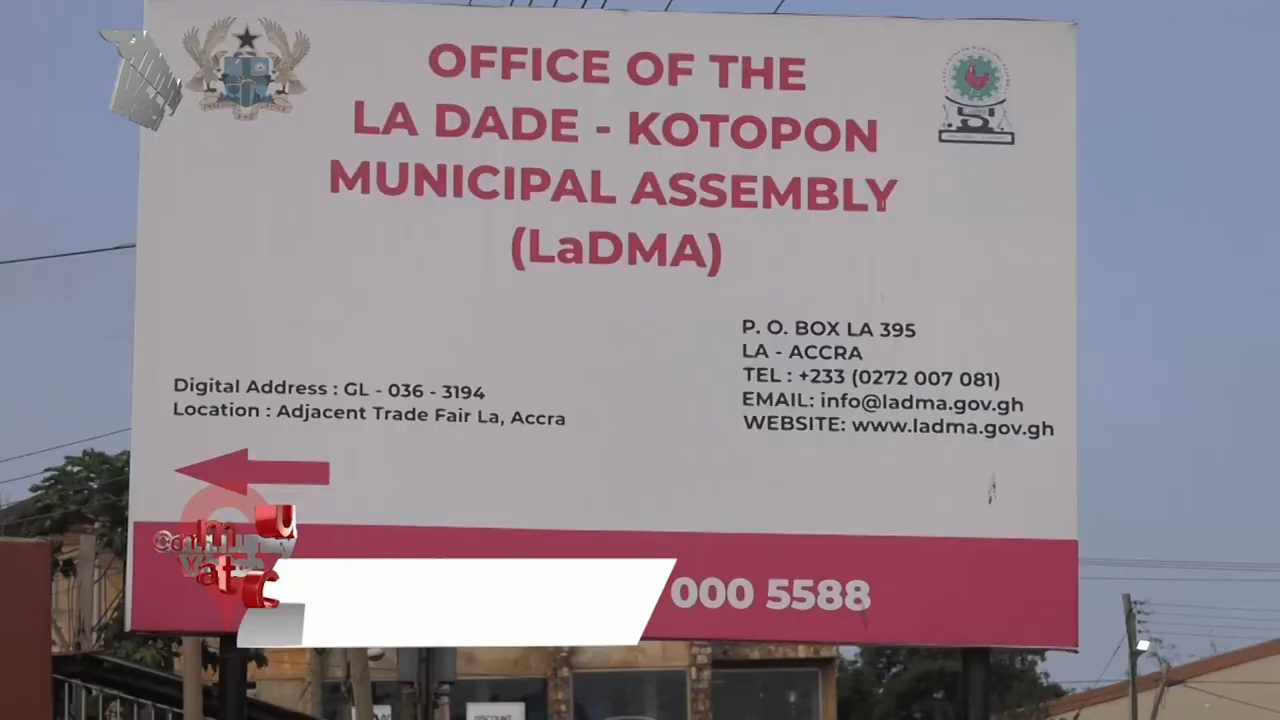 OFFICE OF THE
LA DADE - KOTOPON
MUNICIPAL ASSEMBLY
(LaDMA)
P. O. BOX LA 395
LA - ACCRA
TEL : +233 (0272 007 081)
EMAIL: info@ladma.gov.gh
WEBSITE: www.ladma.gov.gh
Digital Address : GL - 036 - 3194
Location : Adjacent Trade Fair La, Accra
000 5588